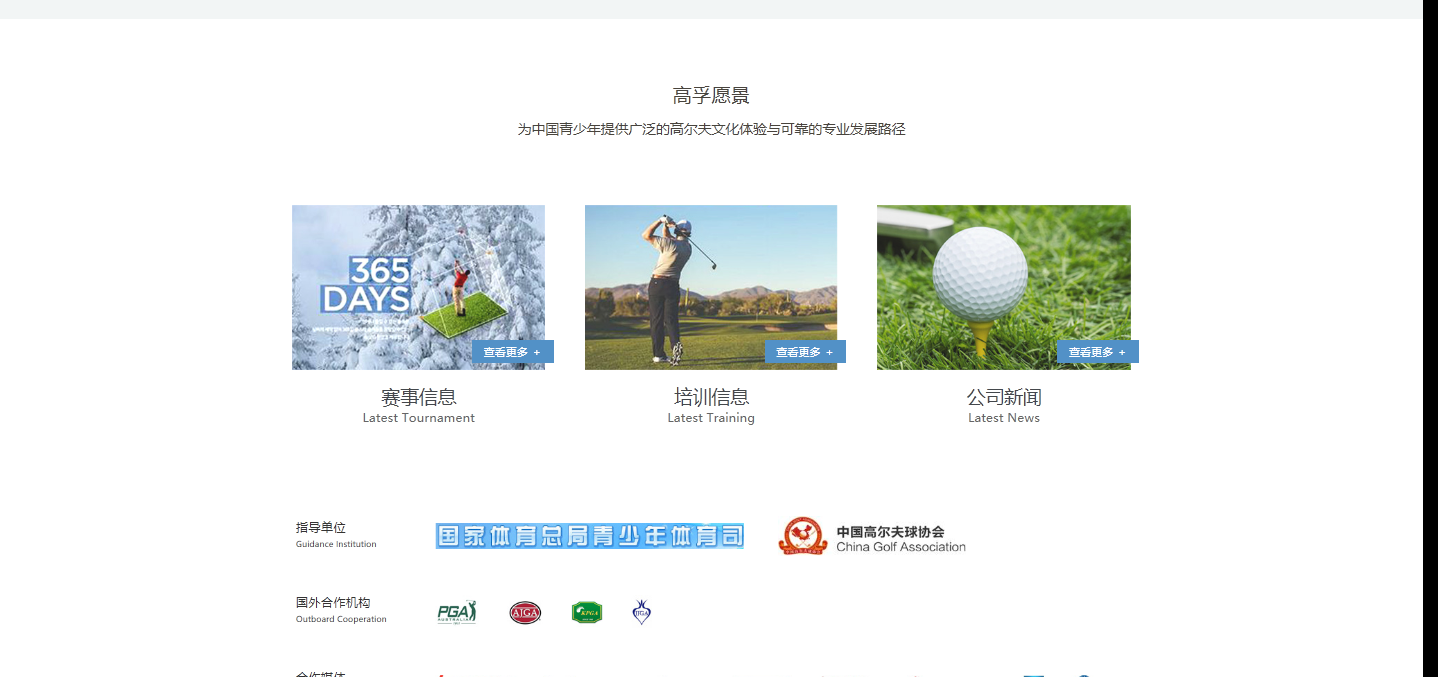 高孚愿景
为中国青少年提供广泛的高尔夫文化体验与可靠的专业发展路径
365
DAYS
查看更多 +
查看更多 +
查看更多 +
赛事信息
Latest Tournament
培训信息
Latest Training
公司新闻
Latest News
指导单位
Guidance Institution
国家体育总局青少年体育司
中国高尔夫球协会
China Golf Association
国外合作机构
Outboard Cooperation
PGA
AUSTRALIA
KPGA